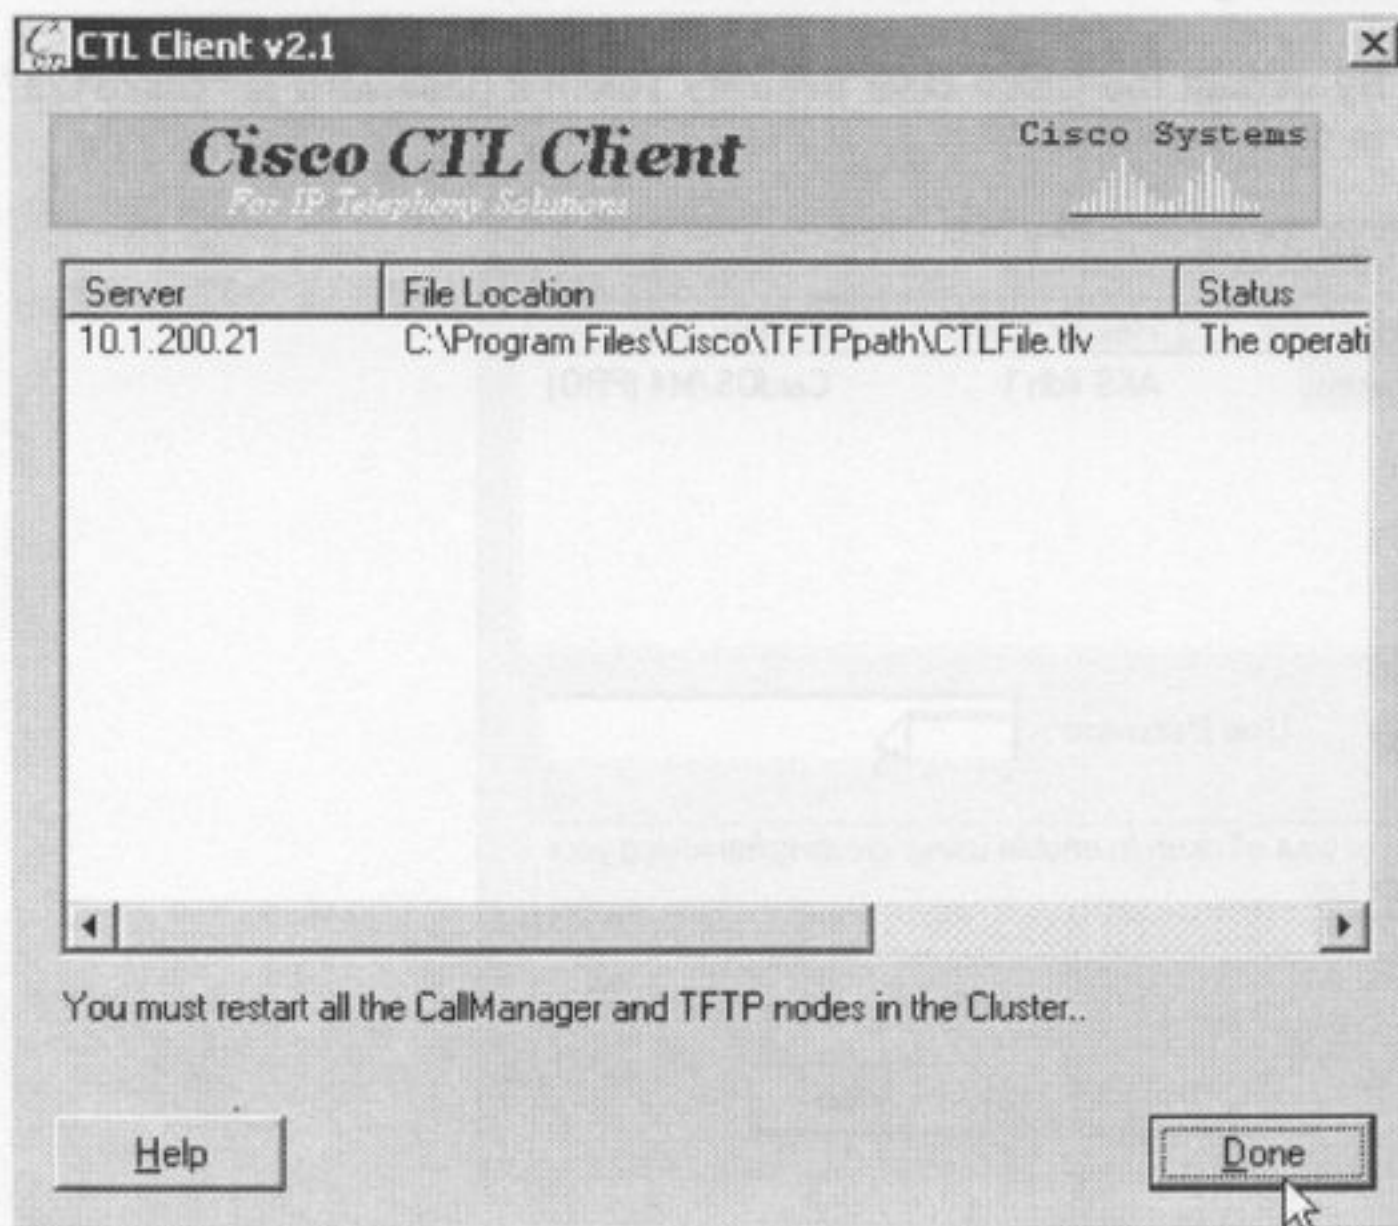 CTL Client v2.1
Cisco CTL Client
Cisco Systems
For IP Telephony Solutions
Server File Location Status
10.1.200.21 C:\Program Files\Cisco\TFTPpath\CTLFile.tlv The operati
You must restart all the CallManager and TFTP nodes in the Cluster..
Help Done